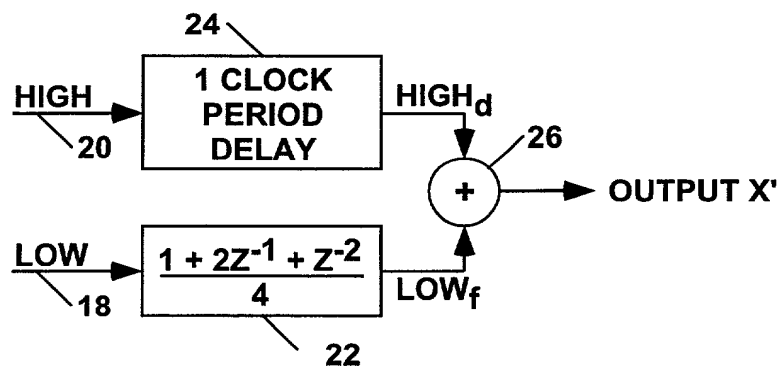 24
HIGH
20
1 CLOCK
PERIOD
DELAY
HIGHd
26
+
OUTPUT X'
LOW
18
1 + 2Z-1 + Z-2
4
LOWf
22